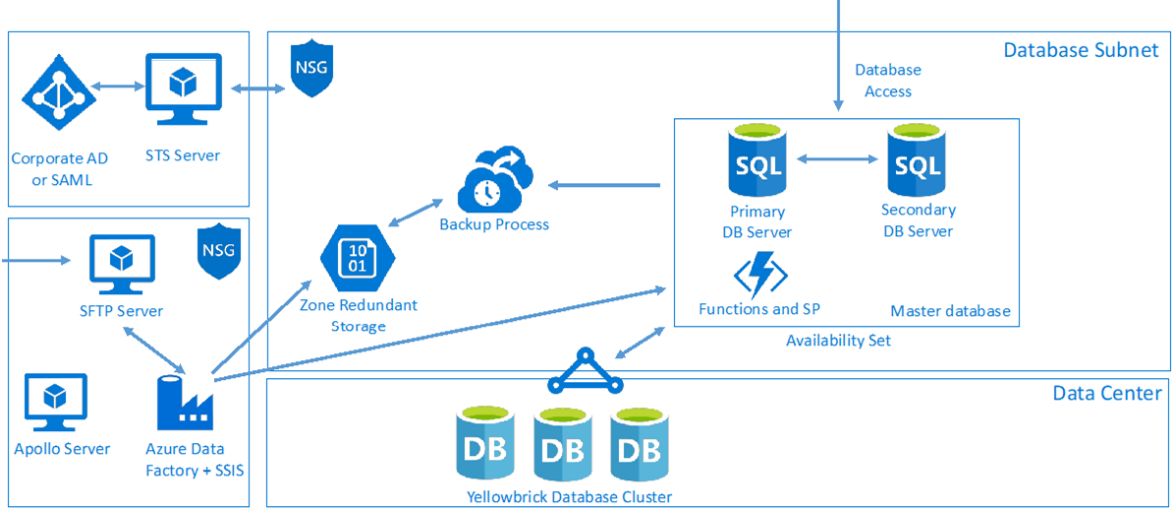 Database Subnet
NSG
Database
Access
Corporate AD
or SAML
STS Server
SQL
SQL
Primary
DB Server
Secondary
DB Server
Backup Process
NSG
10
01
SFTP Server
Zone Redundant
Storage
Functions and SP
Master database
Availability Set
Data Center
Apollo Server
Azure Data
Factory + SSIS
DB
DB
DB
Yellowbrick Database Cluster